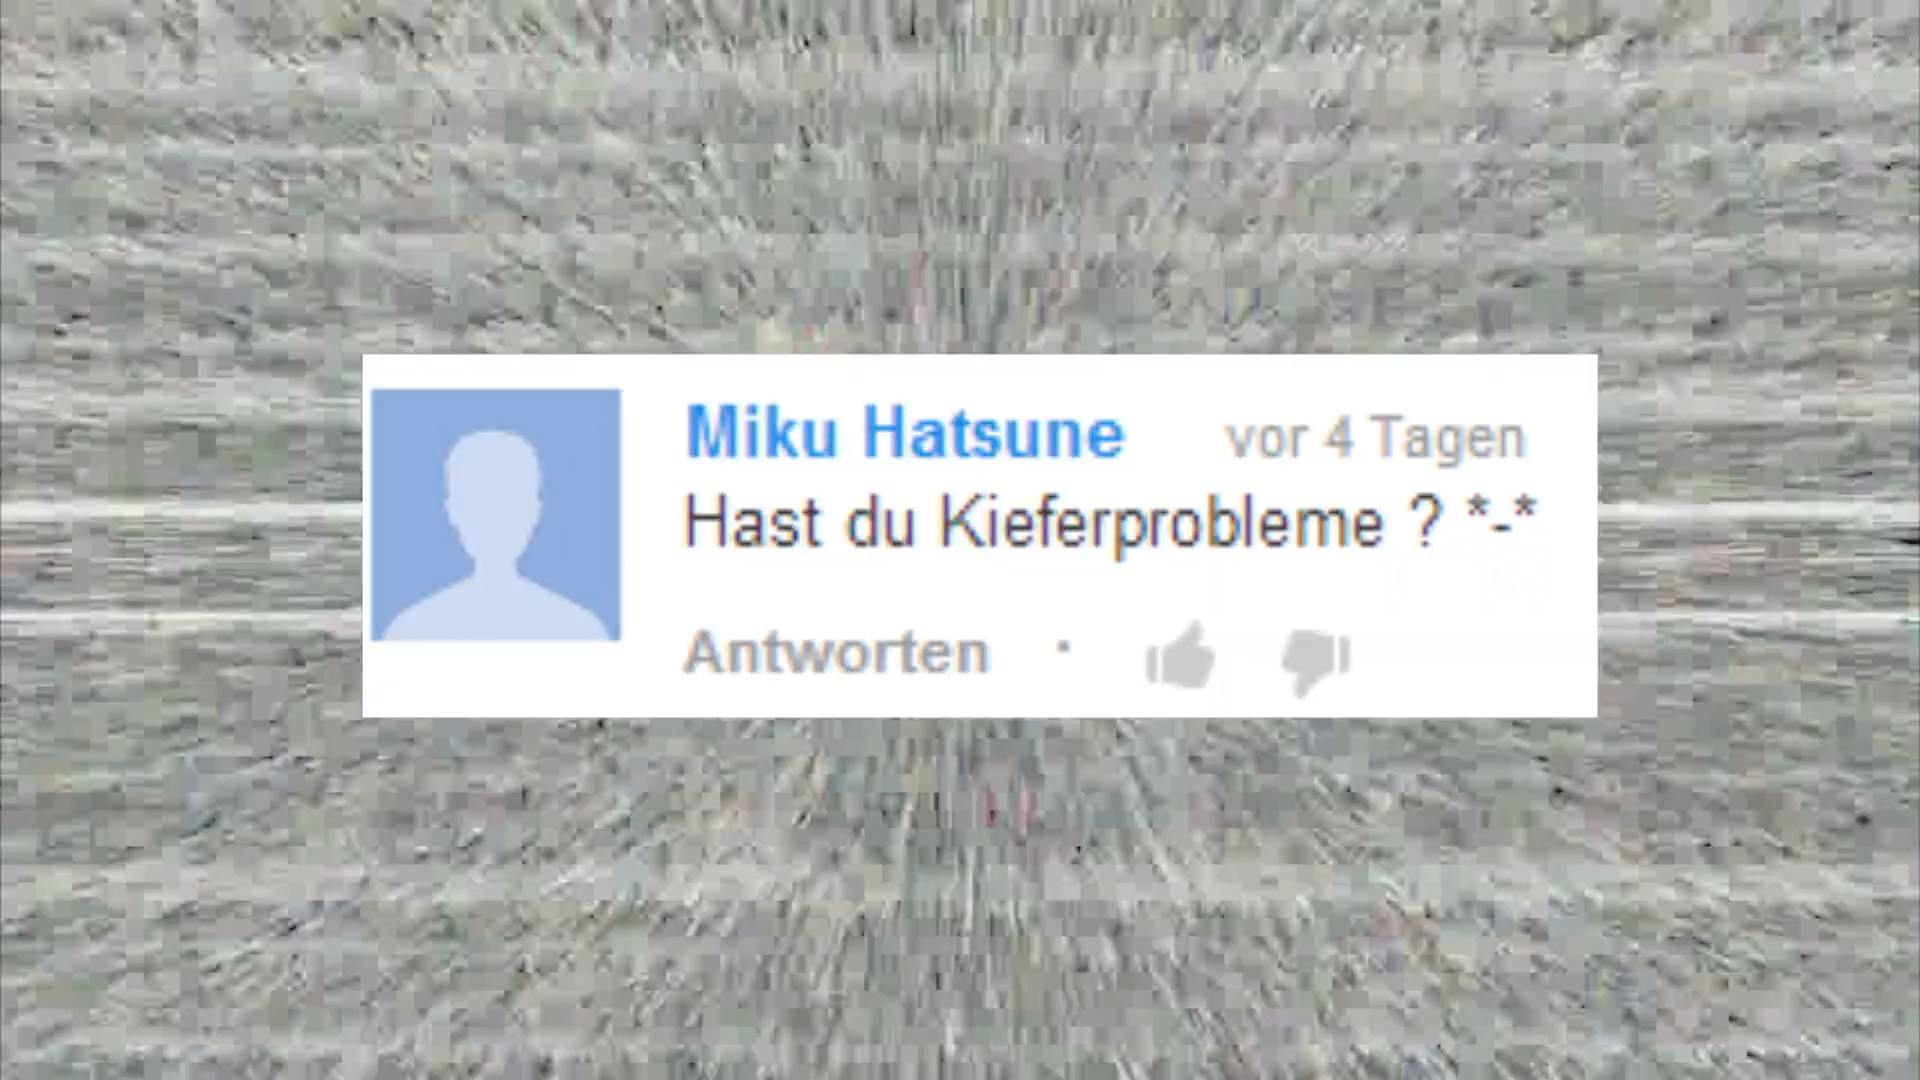 Miku Hatsune vor 4 Tagen
Hast du Kieferprobleme ? *-*
Antworten ·